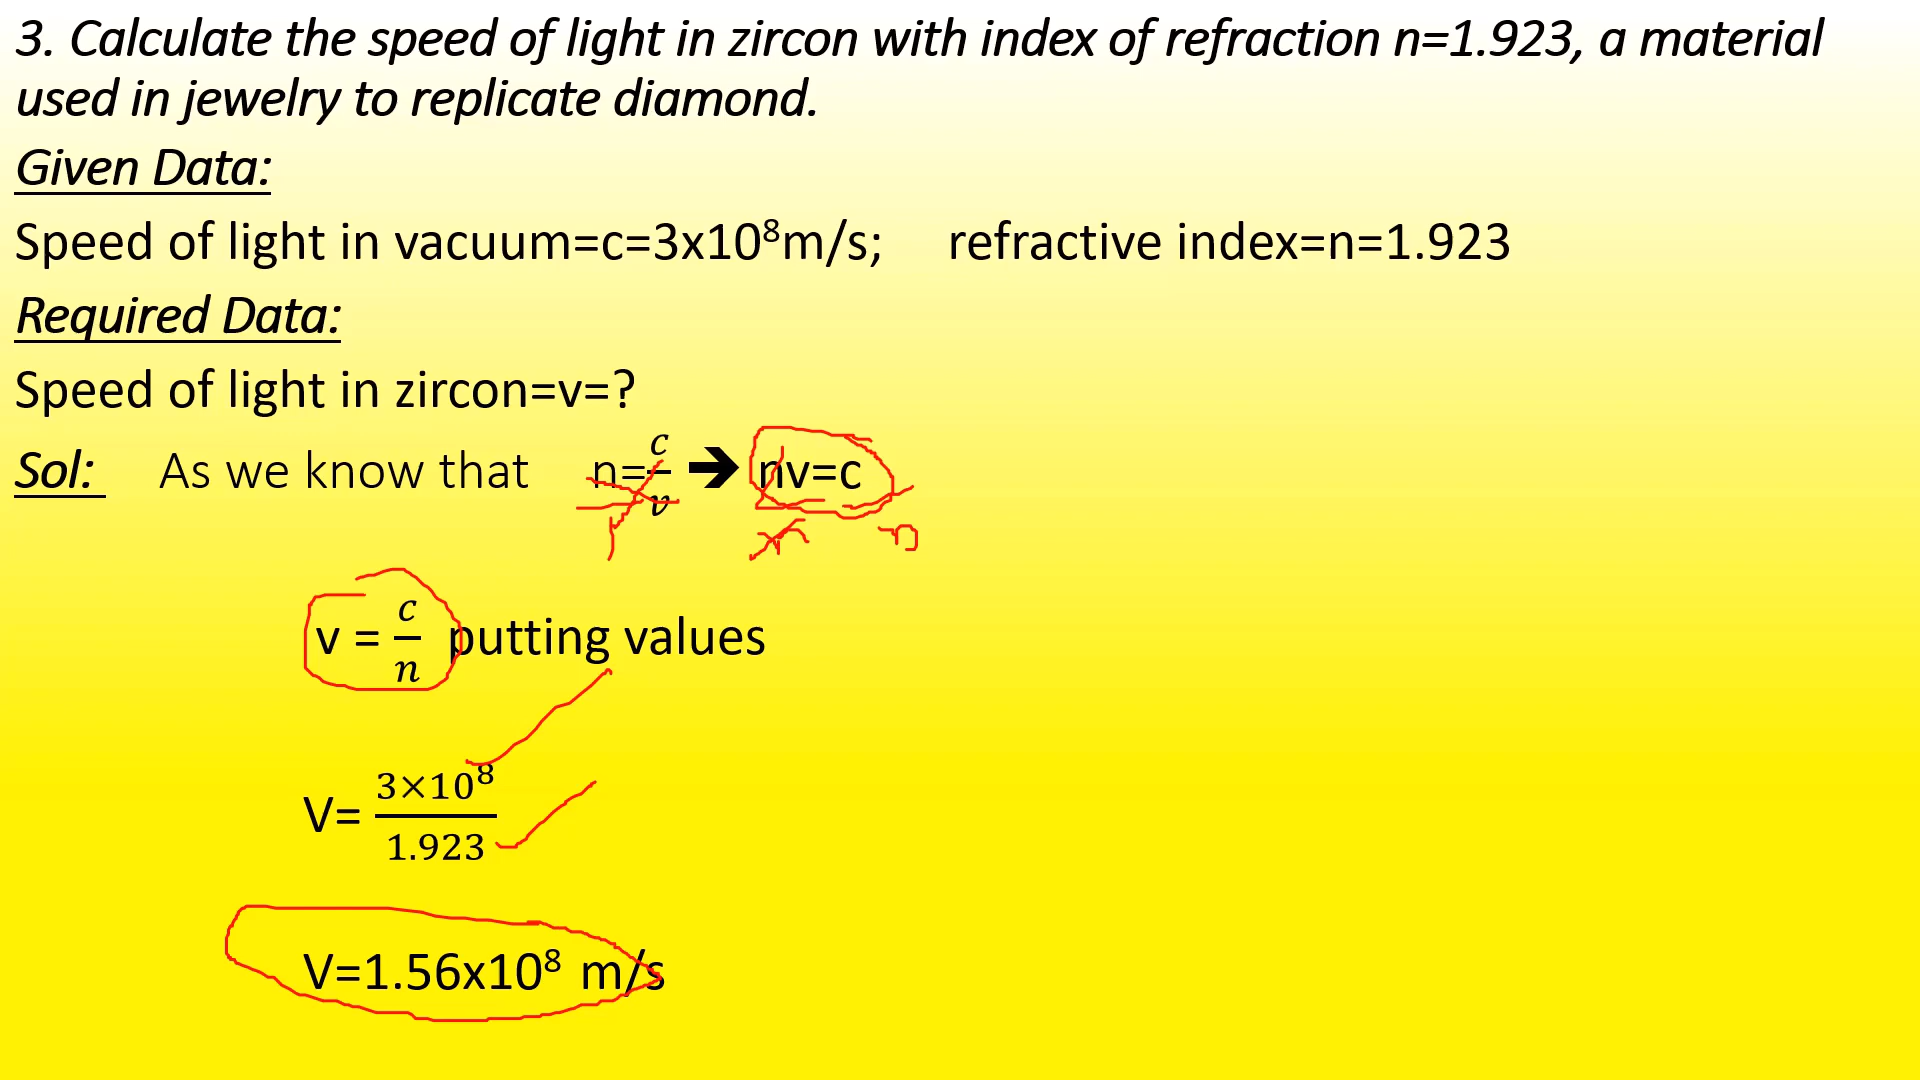 3. Calculate the speed of light in zircon with index of refraction n=1.923, a material
used in jewelry to replicate diamond.
Given Data:
Speed of light in vacuum=c=3x10⁸m/s; refractive index=n=1.923
Required Data:
Speed of light in zircon=v=?
Sol: As we know that n=c/v ➔ nv=c
n n
v = c/n putting values
V= 3×10⁸/1.923
V=1.56x10⁸ m/s